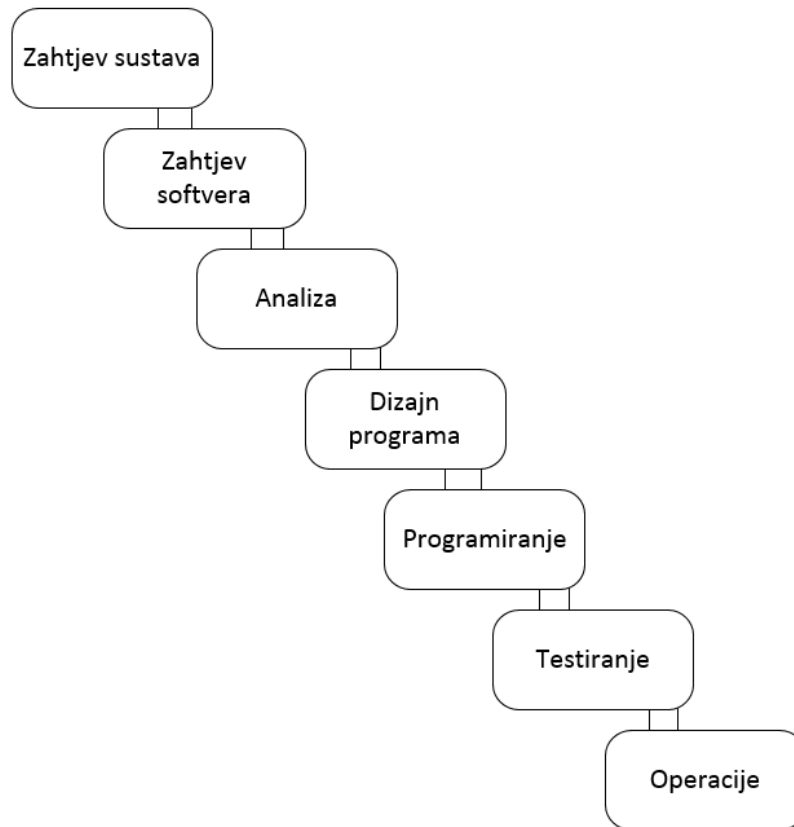 Zahtjev sustava
Zahtjev
softvera
Analiza
Dizajn
programa
Programiranje
Testiranje
Operacije